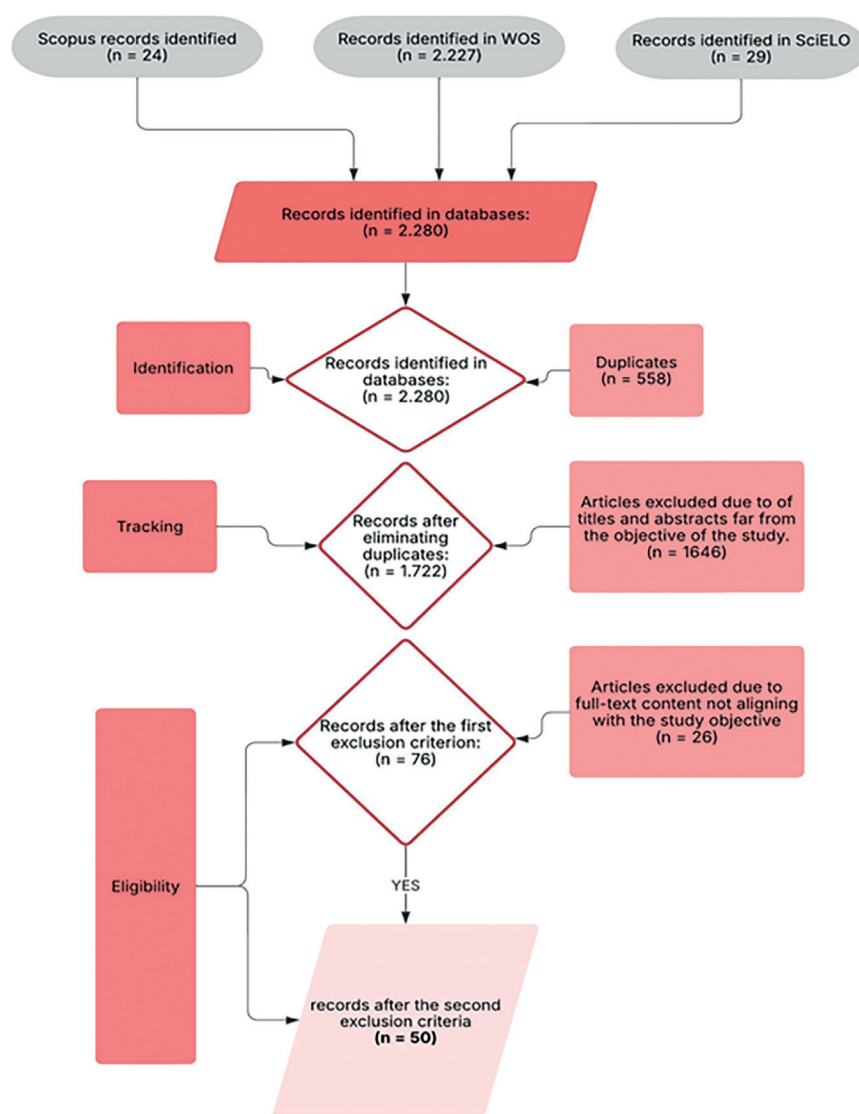 Scopus records identified
(n = 24)
Records identified in WOS
(n = 2.227)
Records identified in SciELO
(n = 29)
Records identified in databases:
(n = 2.280)
Identification
Records identified in
databases:
(n = 2.280)
Duplicates
(n = 558)
Tracking
Records after
eliminating
duplicates:
(n = 1.722)
Articles excluded due to of
titles and abstracts far from
the objective of the study.
(n = 1646)
Eligibility
Records after the first
exclusion criterion:
(n = 76)
Articles excluded due to
full-text content not aligning
with the study objective
(n = 26)
YES
records after the second
exclusion criteria
(n = 50)